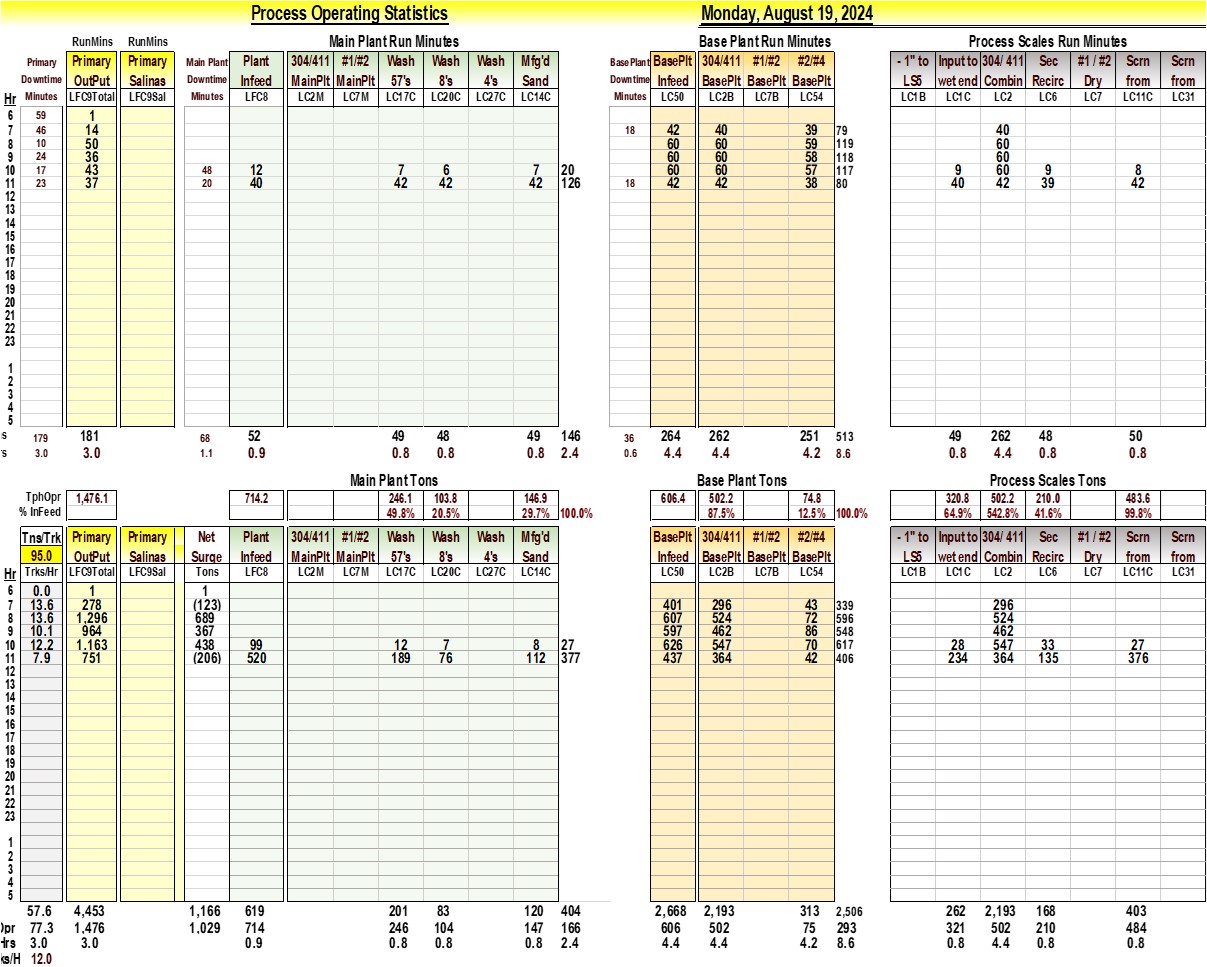 Process Operating Statistics Monday, August 19, 2024
RunMins RunMins Main Plant Run Minutes Base Plant Run Minutes Process Scales Run Minutes
Primary Primary Primary Main Plant Plant 304/411 #1/#2 Wash Wash Wash Mfg'd BasePlant BasePlt 304/411 #1/#2 #2/#4 - 1" to Input to 304/ 411 Sec #1 / #2 Scrn Scrn
Downtime OutPut Salinas Downtime Infeed MainPlt MainPlt 57's 8's 4's Sand Downtime Infeed BasePlt BasePlt BasePlt LS5 wet end Combin Recirc Dry from from
Hr Minutes LFC9Total LFC9Sal Minutes LFC8 LC2M LC7M LC17C LC20C LC27C LC14C Minutes LC50 LC2B LC7B LC54 LC1B LC1C LC2 LC6 LC7 LC11C LC31
6 59 1
7 46 14 18 42 40 39 79 40
8 10 50 60 60 59 119 60
9 24 36 60 60 58 118 60
10 17 43 48 12 7 6 7 20 60 60 57 117 9 60 9 8
11 23 37 20 40 42 42 42 126 18 42 42 38 80 40 42 39 42
12
13
14
15
16
17
18
19
20
21
22
23
1
2
3
4
5
s 179 181 68 52 49 48 49 146 36 264 262 251 513 49 262 48 50
s 3.0 3.0 1.1 0.9 0.8 0.8 0.8 2.4 0.6 4.4 4.4 4.2 8.6 0.8 4.4 0.8 0.8
Main Plant Tons Base Plant Tons Process Scales Tons
TphOpr 1,476.1 714.2 246.1 103.8 146.9 606.4 502.2 74.8 320.8 502.2 210.0 483.6
% InFeed 49.8% 20.5% 29.7% 100.0% 87.5% 12.5% 100.0% 64.9% 542.8% 41.6% 99.8%
Tns/Trk Primary Primary Net Plant 304/411 #1/#2 Wash Wash Wash Mfg'd BasePlt 304/411 #1/#2 #2/#4 - 1" to Input to 304/ 411 Sec #1 / #2 Scrn Scrn
95.0 OutPut Salinas Surge Infeed MainPlt MainPlt 57's 8's 4's Sand Infeed BasePlt BasePlt BasePlt LS5 wet end Combin Recirc Dry from from
Hr Trks/Hr LFC9Total LFC9Sal Tons LFC8 LC2M LC7M LC17C LC20C LC27C LC14C LC50 LC2B LC7B LC54 LC1B LC1C LC2 LC6 LC7 LC11C LC31
6 0.0 1 1
7 13.6 278 (123) 401 296 43 339 296
8 13.6 1,296 689 607 524 72 596 524
9 10.1 964 367 597 462 86 548 462
10 12.2 1,163 438 99 12 7 8 27 626 547 70 617 28 547 33 27
11 7.9 751 (206) 520 189 76 112 377 437 364 42 406 234 364 135 376
12
13
14
15
16
17
18
19
20
21
22
23
1
2
3
4
5
57.6 4,453 1,166 619 201 83 120 404 2,668 2,193 313 2,506 262 2,193 168 403
Opr 77.3 1,476 1,029 714 246 104 147 166 606 502 75 293 321 502 210 484
Hrs 3.0 3.0 0.9 0.8 0.8 0.8 2.4 4.4 4.4 4.2 8.6 0.8 4.4 0.8 0.8
ks/H 12.0